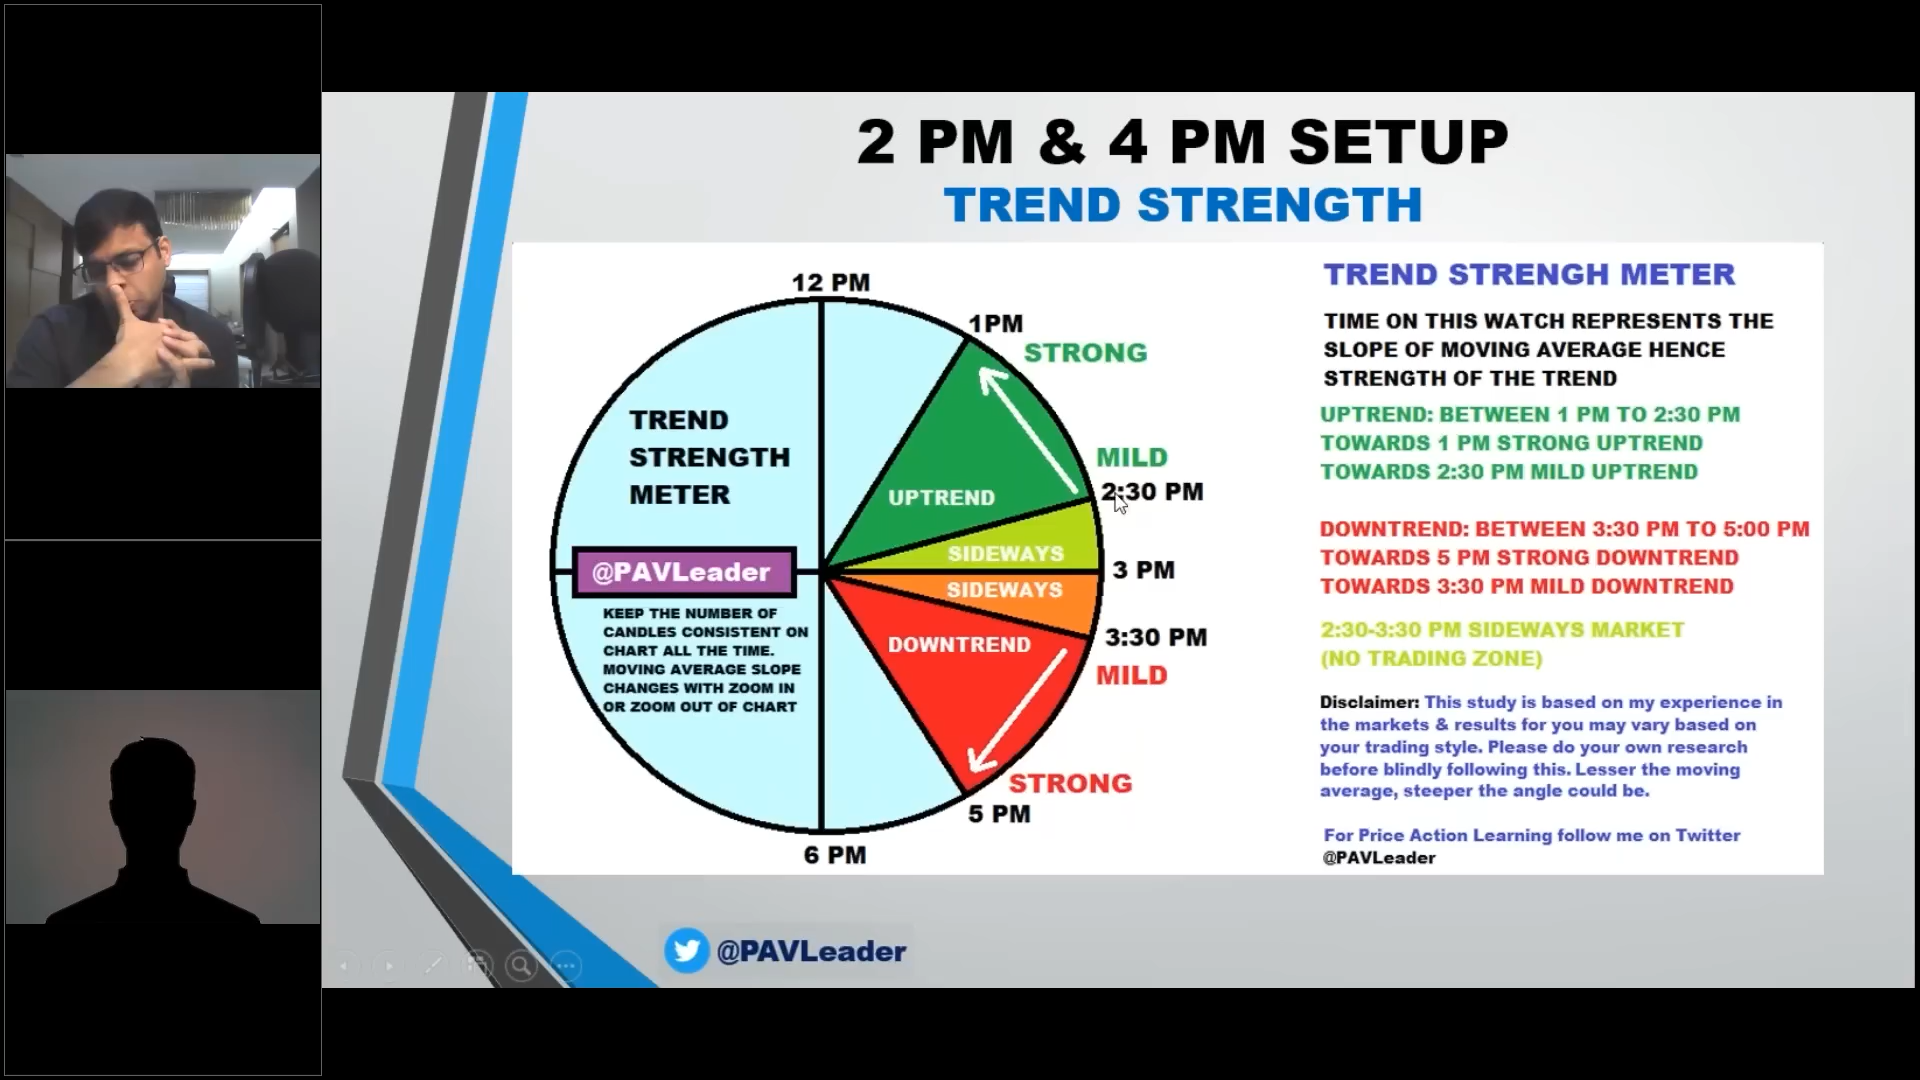 2 PM & 4 PM SETUP
TREND STRENGTH
12 PM
1PM
STRONG
MILD
2:30 PM
UPTREND
SIDEWAYS
3 PM
SIDEWAYS
3:30 PM
DOWNTREND
MILD
STRONG
5 PM
6 PM
TREND
STRENGTH
METER
@PAVLeader
KEEP THE NUMBER OF
CANDLES CONSISTENT ON
CHART ALL THE TIME.
MOVING AVERAGE SLOPE
CHANGES WITH ZOOM IN
OR ZOOM OUT OF CHART
TREND STRENGH METER
TIME ON THIS WATCH REPRESENTS THE
SLOPE OF MOVING AVERAGE HENCE
STRENGTH OF THE TREND
UPTREND: BETWEEN 1 PM TO 2:30 PM
TOWARDS 1 PM STRONG UPTREND
TOWARDS 2:30 PM MILD UPTREND
DOWNTREND: BETWEEN 3:30 PM TO 5:00 PM
TOWARDS 5 PM STRONG DOWNTREND
TOWARDS 3:30 PM MILD DOWNTREND
2:30-3:30 PM SIDEWAYS MARKET
(NO TRADING ZONE)
Disclaimer: This study is based on my experience in
the markets & results for you may vary based on
your trading style. Please do your own research
before blindly following this. Lesser the moving
average, steeper the angle could be.
For Price Action Learning follow me on Twitter
@PAVLeader
@PAVLeader